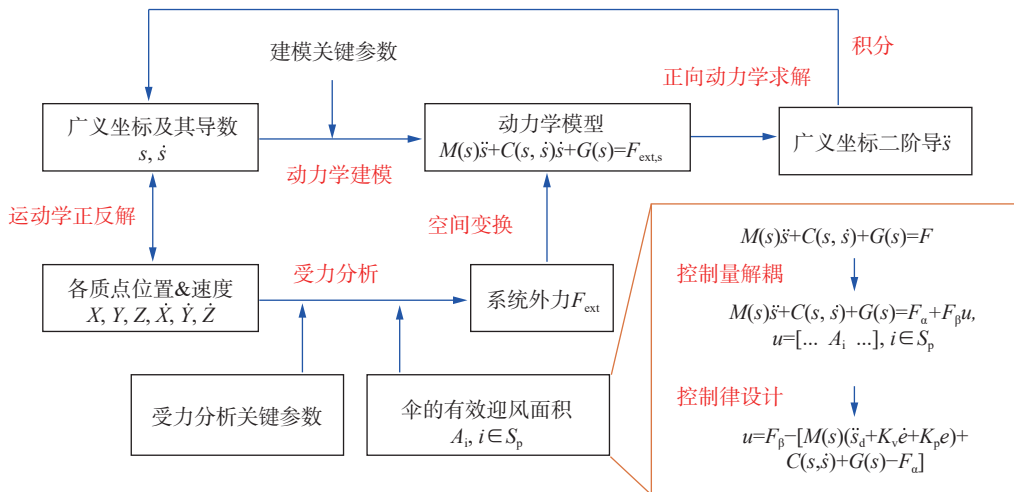 积分
建模关键参数
正向动力学求解
广义坐标及其导数
s, ṡ
动力学建模
动力学模型
M(s)s̈+C(s, ṡ)ṡ+G(s)=F_ext,s
广义坐标二阶导s̈
运动学正反解
空间变换
各质点位置&速度
X, Y, Z, Ẋ, Ẏ, Ż
受力分析
系统外力F_ext
受力分析关键参数
伞的有效迎风面积
A_i, i∈S_p
M(s)s̈+C(s, ṡ)+G(s)=F
控制量解耦
M(s)s̈+C(s, ṡ)+G(s)=F_α+F_βu,
u=[... A_i ...], i∈S_p
控制律设计
u=F_β−[M(s)(s̈_d+K_vė+K_pe)+
C(s,ṡ)+G(s)−F_α]